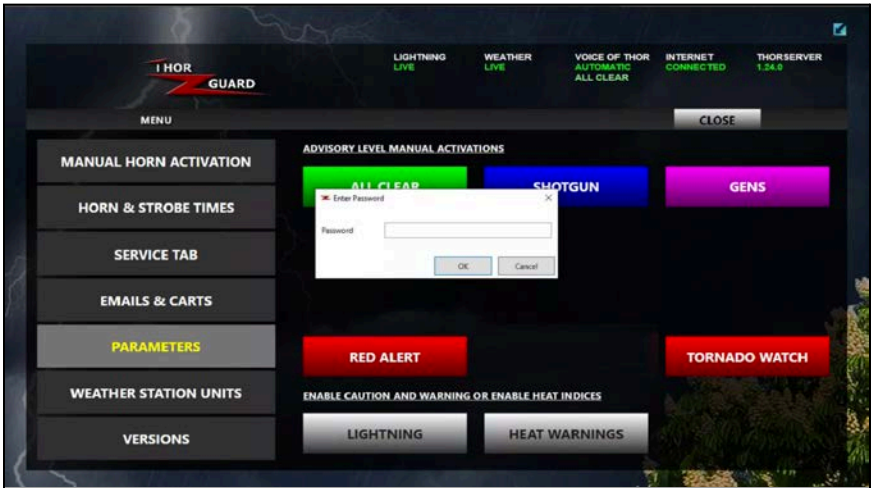 THOR
GUARD
LIGHTNING
LIVE
WEATHER
LIVE
VOICE OF THOR
AUTOMATIC
ALL CLEAR
INTERNET
CONNECTED
THORSERVER
1.24.0
MENU
CLOSE
MANUAL HORN ACTIVATION
HORN & STROBE TIMES
SERVICE TAB
EMAILS & CARTS
PARAMETERS
WEATHER STATION UNITS
VERSIONS
ADVISORY LEVEL MANUAL ACTIVATIONS
ALL CLEAR
SHOTGUN
GENS
Enter Password
Password
OK
Cancel
RED ALERT
TORNADO WATCH
ENABLE CAUTION AND WARNING OR ENABLE HEAT INDICES
LIGHTNING
HEAT WARNINGS